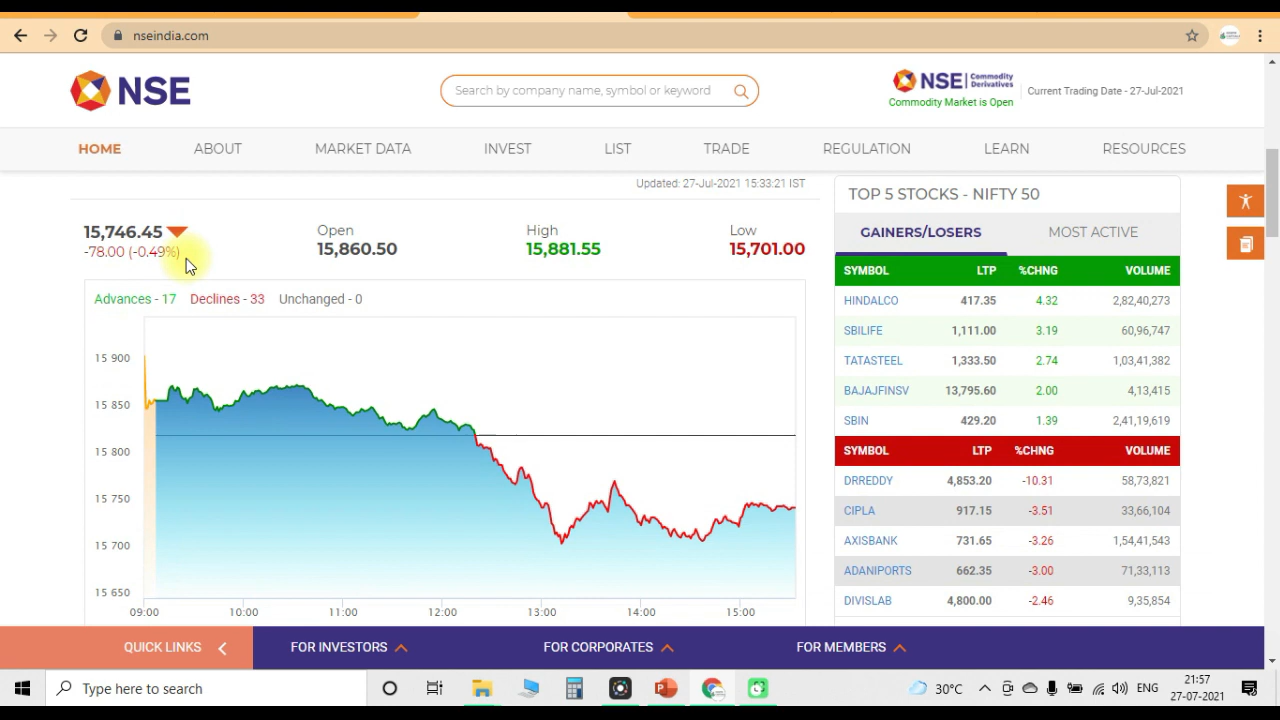 nseindia.com
NSE
Search by company name, symbol or keyword
NSE Commodity Derivatives
Commodity Market is Open
Current Trading Date - 27-Jul-2021
HOME ABOUT MARKET DATA INVEST LIST TRADE REGULATION LEARN RESOURCES
Updated: 27-Jul-2021 15:33:21 IST
15,746.45
-78.00 (-0.49%)
Open
15,860.50
High
15,881.55
Low
15,701.00
Advances - 17 Declines - 33 Unchanged - 0
15 900
15 850
15 800
15 750
15 700
15 650
09:00 10:00 11:00 12:00 13:00 14:00 15:00
TOP 5 STOCKS - NIFTY 50
GAINERS/LOSERS MOST ACTIVE
SYMBOL LTP %CHNG VOLUME
HINDALCO 417.35 4.32 2,82,40,273
SBILIFE 1,111.00 3.19 60,96,747
TATASTEEL 1,333.50 2.74 1,03,41,382
BAJAJFINSV 13,795.60 2.00 4,13,415
SBIN 429.20 1.39 2,41,19,619
SYMBOL LTP %CHNG VOLUME
DRREDDY 4,853.20 -10.31 58,73,821
CIPLA 917.15 -3.51 33,66,104
AXISBANK 731.65 -3.26 1,54,41,543
ADANIPORTS 662.35 -3.00 71,33,113
DIVISLAB 4,800.00 -2.46 9,35,854
QUICK LINKS FOR INVESTORS FOR CORPORATES FOR MEMBERS
Type here to search
30°C
ENG
21:57
27-07-2021